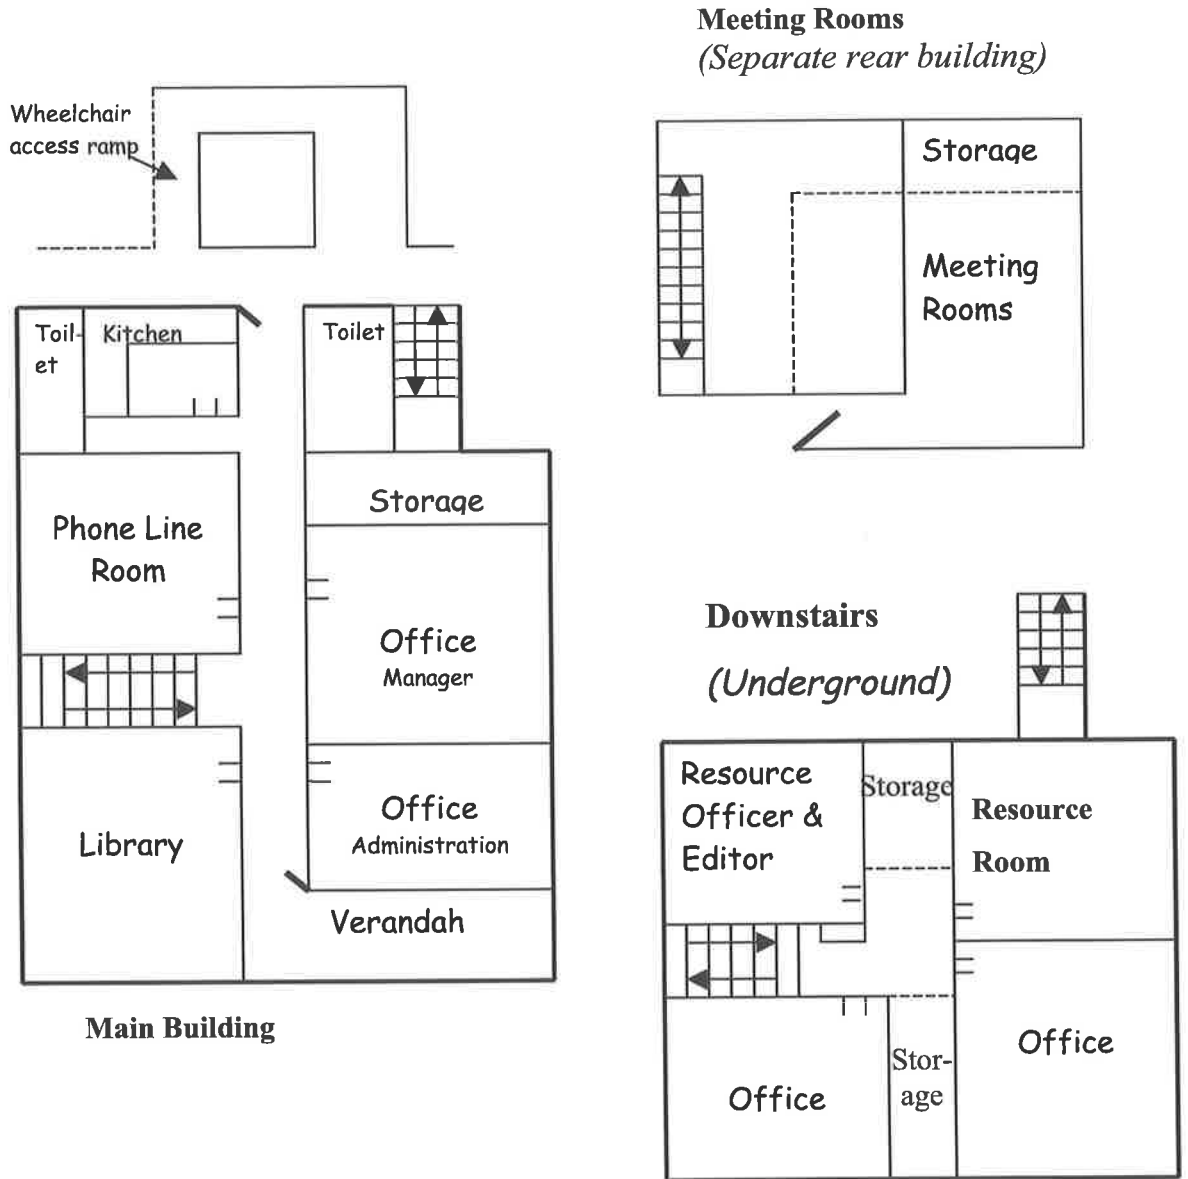 Meeting Rooms
(Separate rear building)
Wheelchair
access ramp
Storage
Meeting
Rooms
Toil-
et
Kitchen
Toilet
Storage
Phone Line
Room
Office
Manager
Office
Administration
Library
Verandah
Main Building
Downstairs
(Underground)
Resource
Officer &
Editor
Storage
Resource
Room
Office
Stor-
age
Office